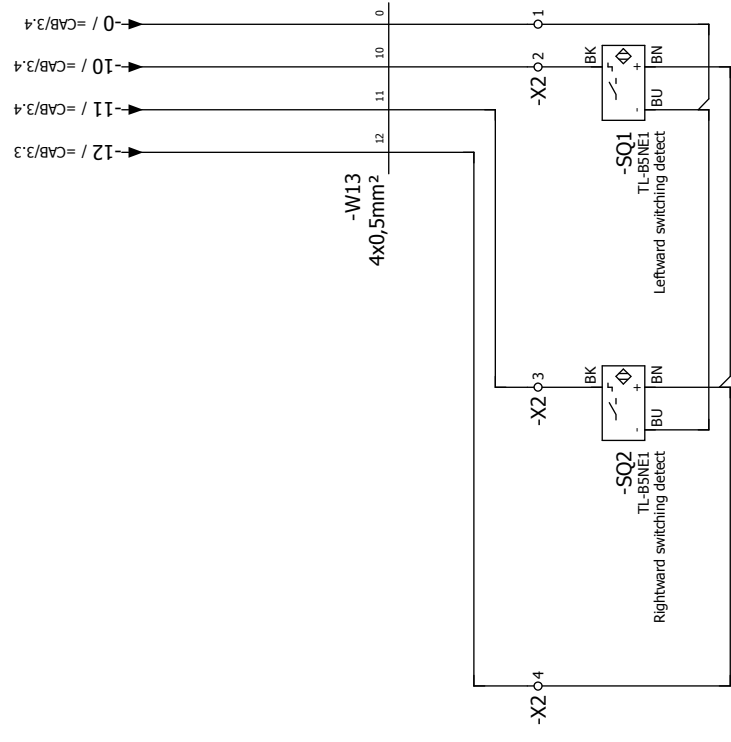 -0 / =CAB/3.4
-10 / =CAB/3.4
-11 / =CAB/3.4
-12 / =CAB/3.3
0
10
11
12
-W13
4x0,5mm²
1
-X2
2
BK
+
BN
-
BU
-SQ1
TL-B5NE1
Leftward switching detect
-X2
3
BK
+
BN
-
BU
-SQ2
TL-B5NE1
Rightward switching detect
-X2
4